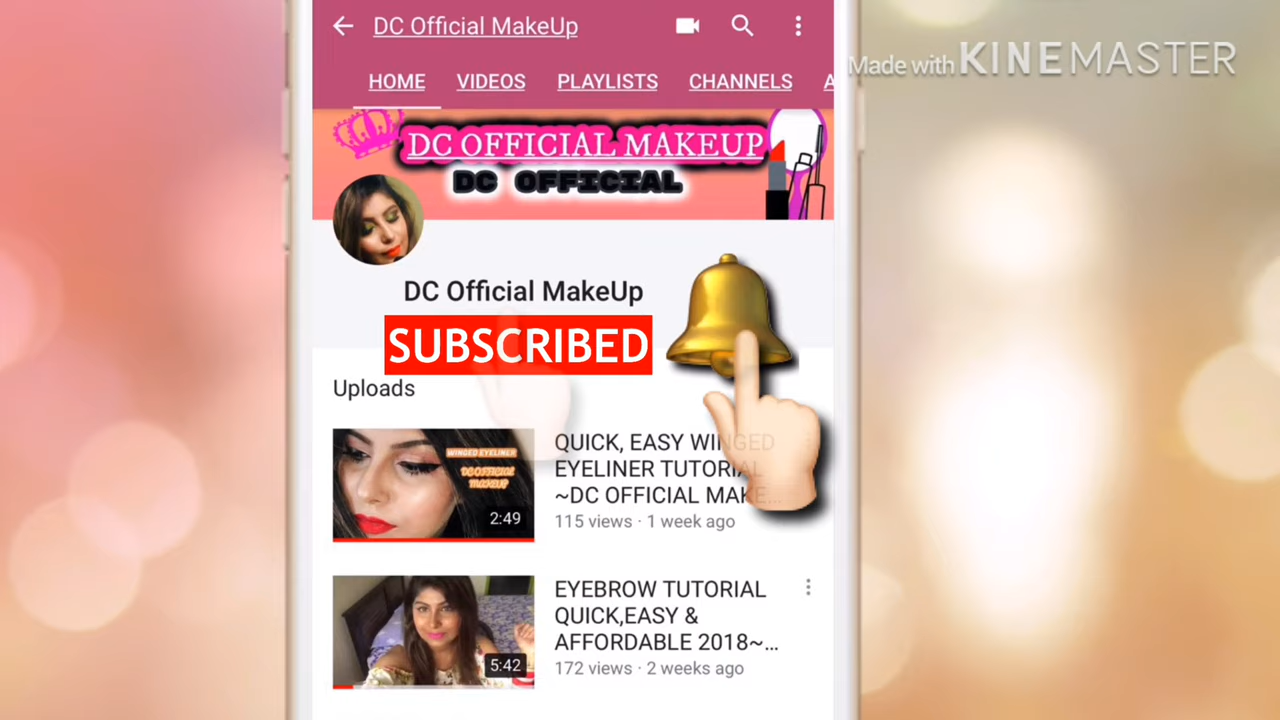 DC Official MakeUp
Made with KINEMASTER
HOME VIDEOS PLAYLISTS CHANNELS A
DC OFFICIAL MAKEUP
DC OFFICIAL
DC Official MakeUp
SUBSCRIBED
Uploads
WINGED EYELINER
DC OFFICIAL
MAKEUP
2:49
QUICK, EASY WINGED
EYELINER TUTORIAL
~DC OFFICIAL MAKE...
115 views · 1 week ago
5:42
EYEBROW TUTORIAL
QUICK,EASY &
AFFORDABLE 2018~...
172 views · 2 weeks ago